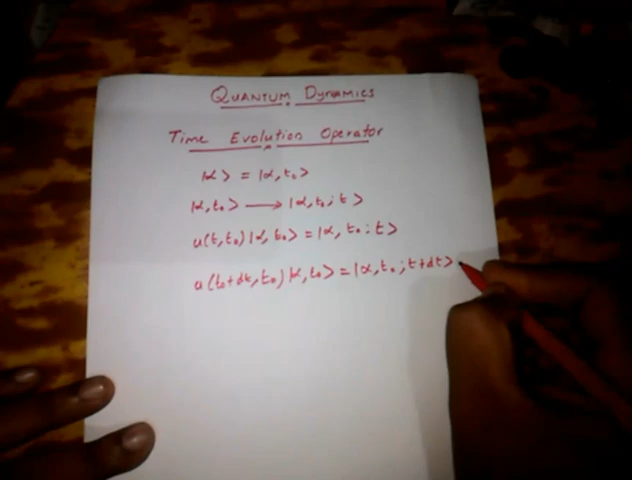 QUANTUM DYNAMICS
Time Evolution Operator
|α> = |α, t₀>
|α, t₀> ⟶ |α, t₀; t>
u(t, t₀) |α, t₀> = |α, t₀; t>
u(t₀+dt, t₀) |α, t₀> = |α, t₀; t+dt>